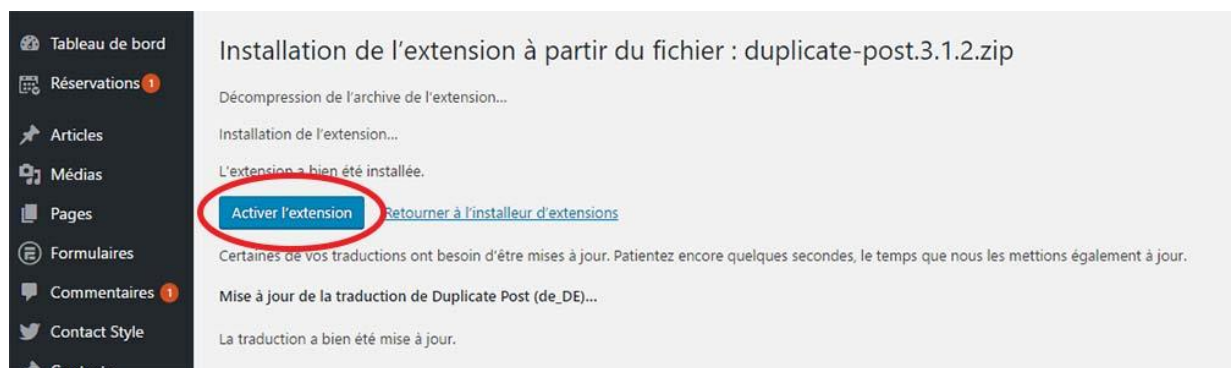 Tableau de bord
Réservations 1
Articles
Médias
Pages
Formulaires
Commentaires 1
Contact Style
Installation de l'extension à partir du fichier : duplicate-post.3.1.2.zip
Décompression de l'archive de l'extension...
Installation de l'extension...
L'extension a bien été installée.
Activer l'extension Retourner à l'installeur d'extensions
Certaines de vos traductions ont besoin d'être mises à jour. Patientez encore quelques secondes, le temps que nous les mettions également à jour.
Mise à jour de la traduction de Duplicate Post (de_DE)...
La traduction a bien été mise à jour.